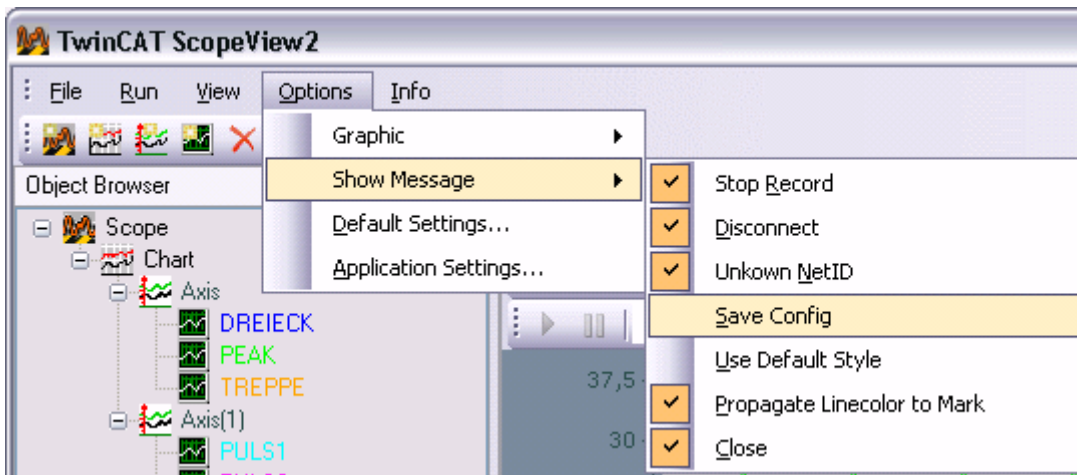 TwinCAT ScopeView2
File Run View Options Info
Graphic
Object Browser
Show Message
Stop Record
Scope
Default Settings...
Disconnect
Chart
Application Settings...
Unkown NetID
Axis
DREIECK
Save Config
PEAK
Use Default Style
TREPPE
37,5
Propagate Linecolor to Mark
Axis(1)
30
Close
PULS1